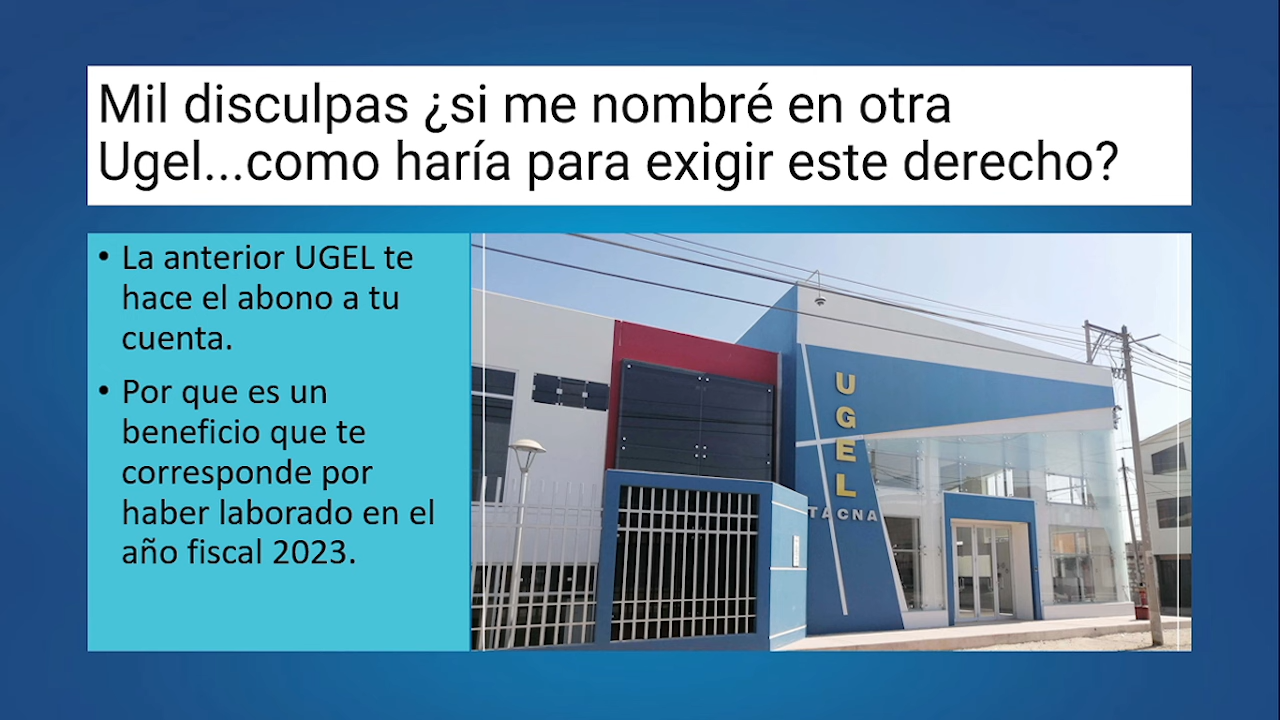 Mil disculpas ¿si me nombré en otra
Ugel...como haría para exigir este derecho?
• La anterior UGEL te
hace el abono a tu
cuenta.
• Por que es un
beneficio que te
corresponde por
haber laborado en el
año fiscal 2023.
UGEL
TACNA